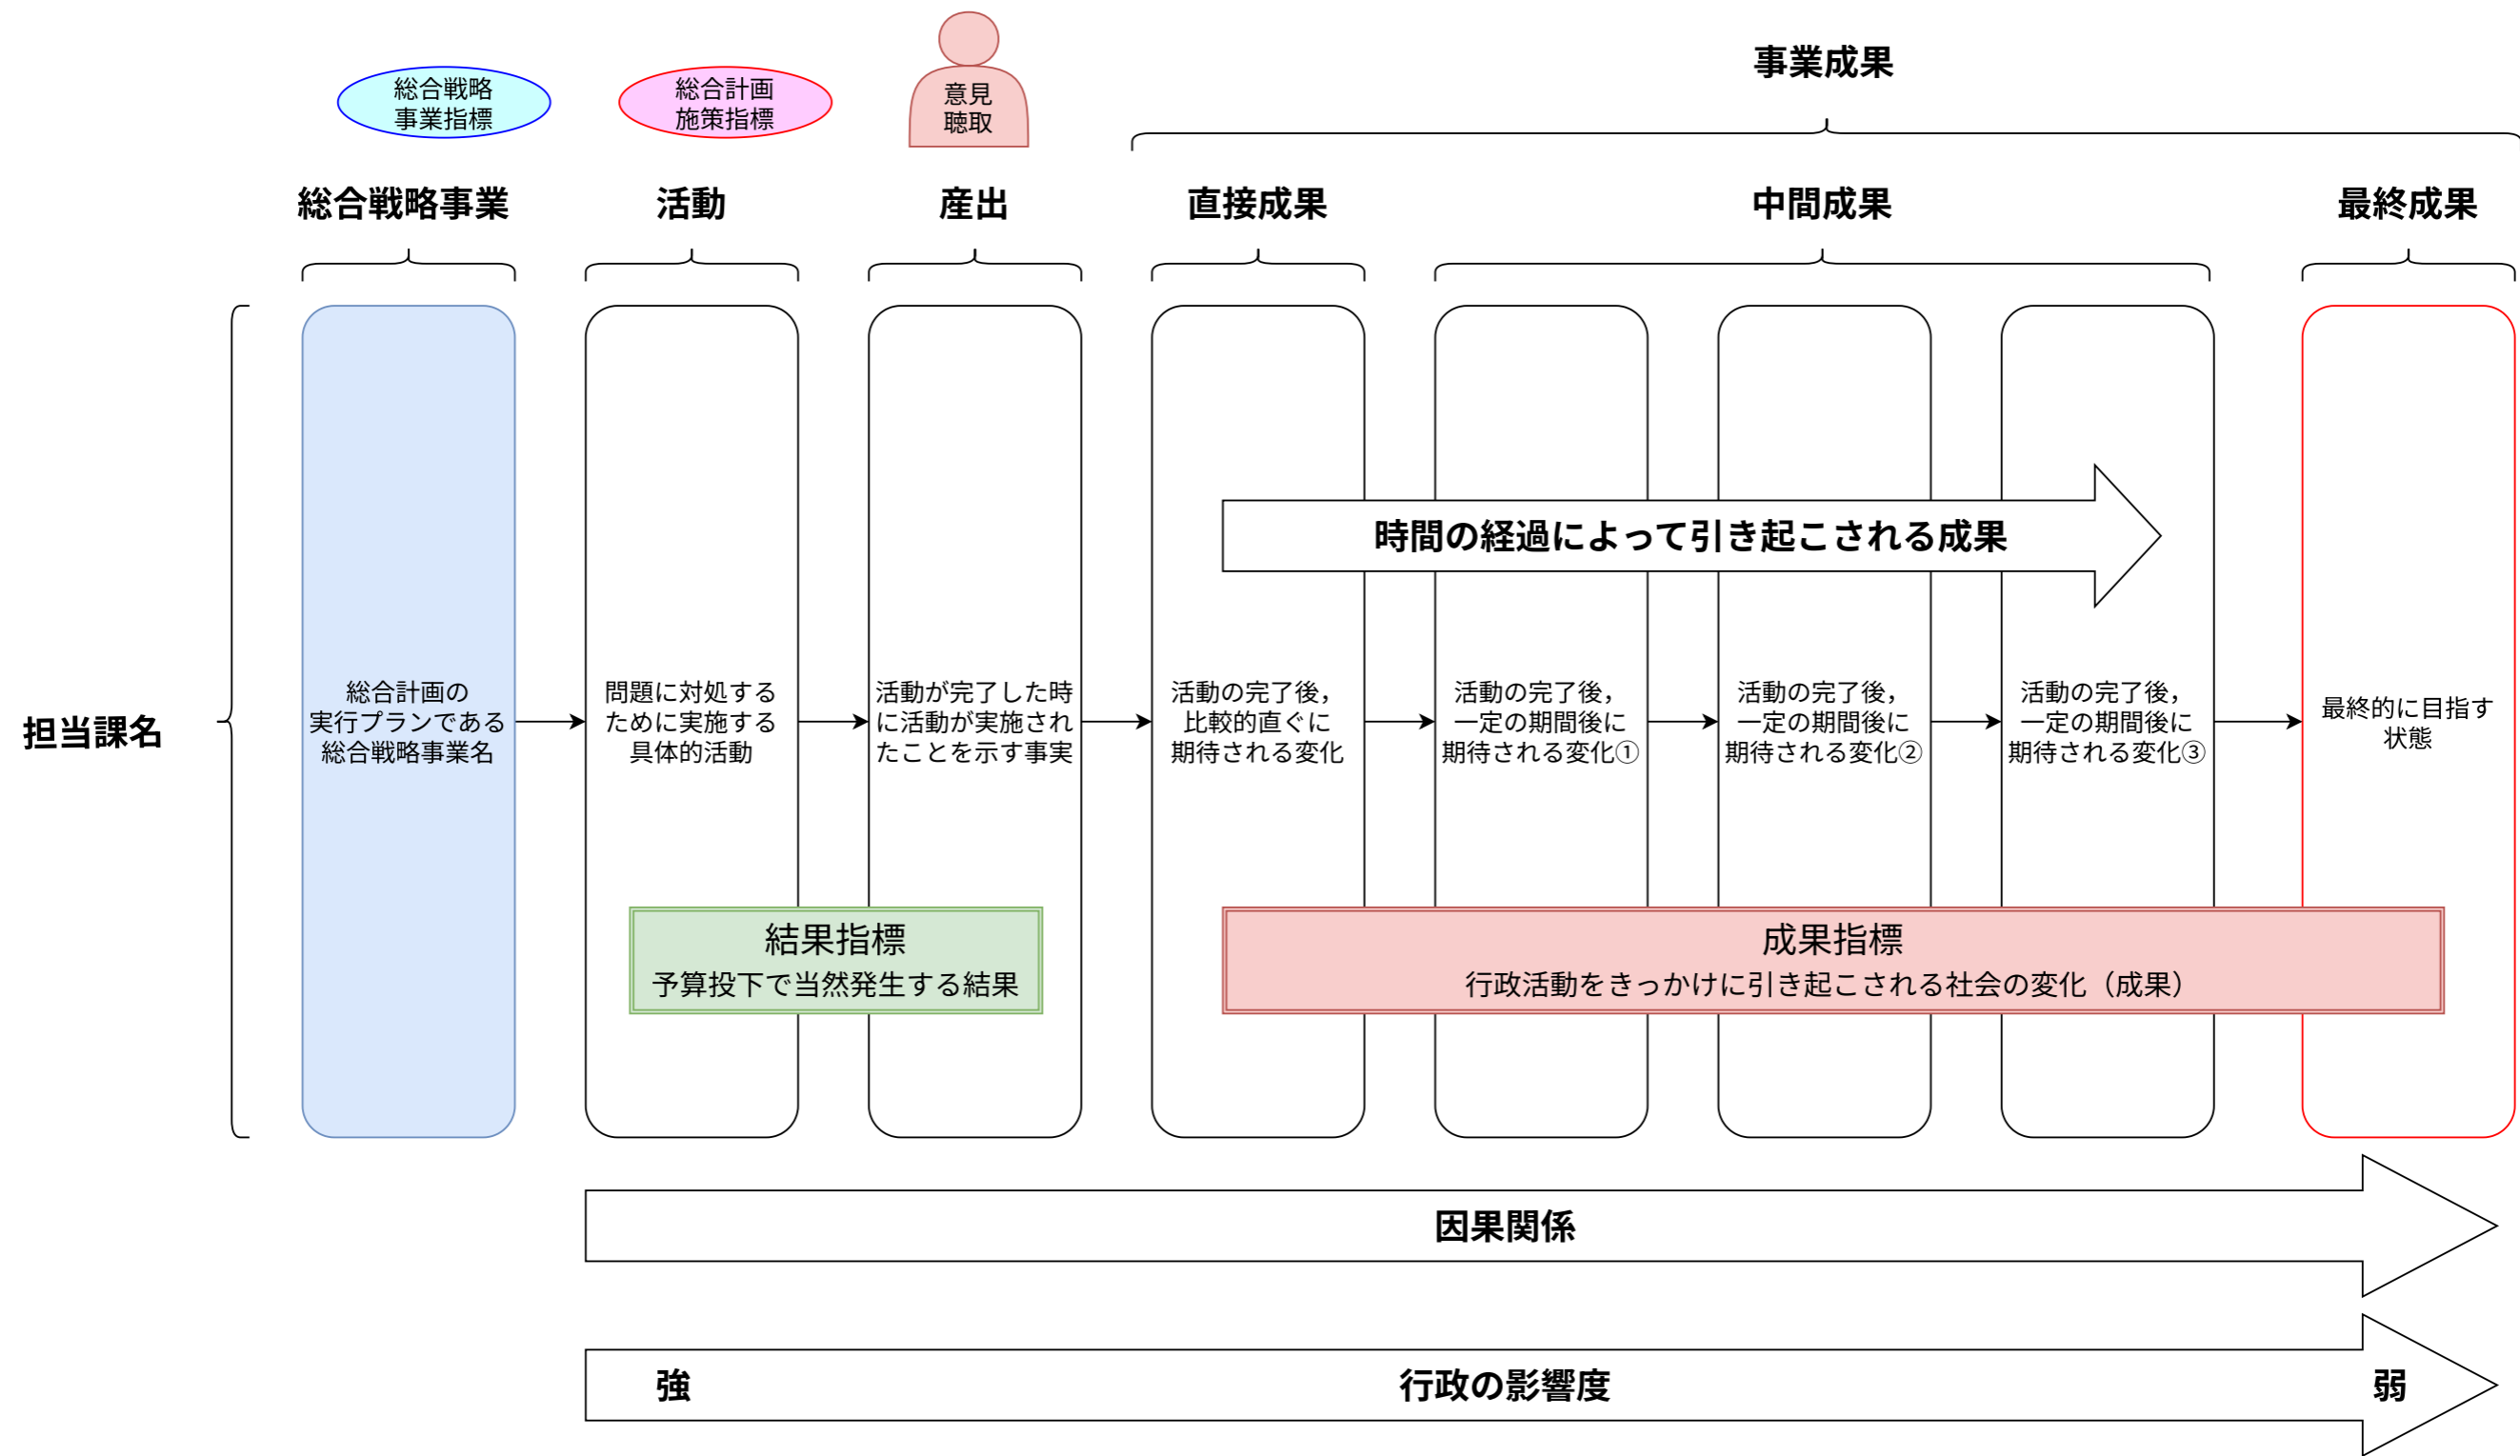 総合戦略
事業指標
総合計画
施策指標
意見
聴取
事業成果
総合戦略事業
活動
産出
直接成果
中間成果
最終成果
時間の経過によって引き起こされる成果
担当課名
総合計画の
実行プランである
総合戦略事業名
問題に対処する
ために実施する
具体的活動
活動が完了した時
に活動が実施され
たことを示す事実
活動の完了後，
比較的直ぐに
期待される変化
活動の完了後，
一定の期間後に
期待される変化①
活動の完了後，
一定の期間後に
期待される変化②
活動の完了後，
一定の期間後に
期待される変化③
最終的に目指す
状態
結果指標
予算投下で当然発生する結果
成果指標
行政活動をきっかけに引き起こされる社会の変化（成果）
因果関係
強
行政の影響度
弱